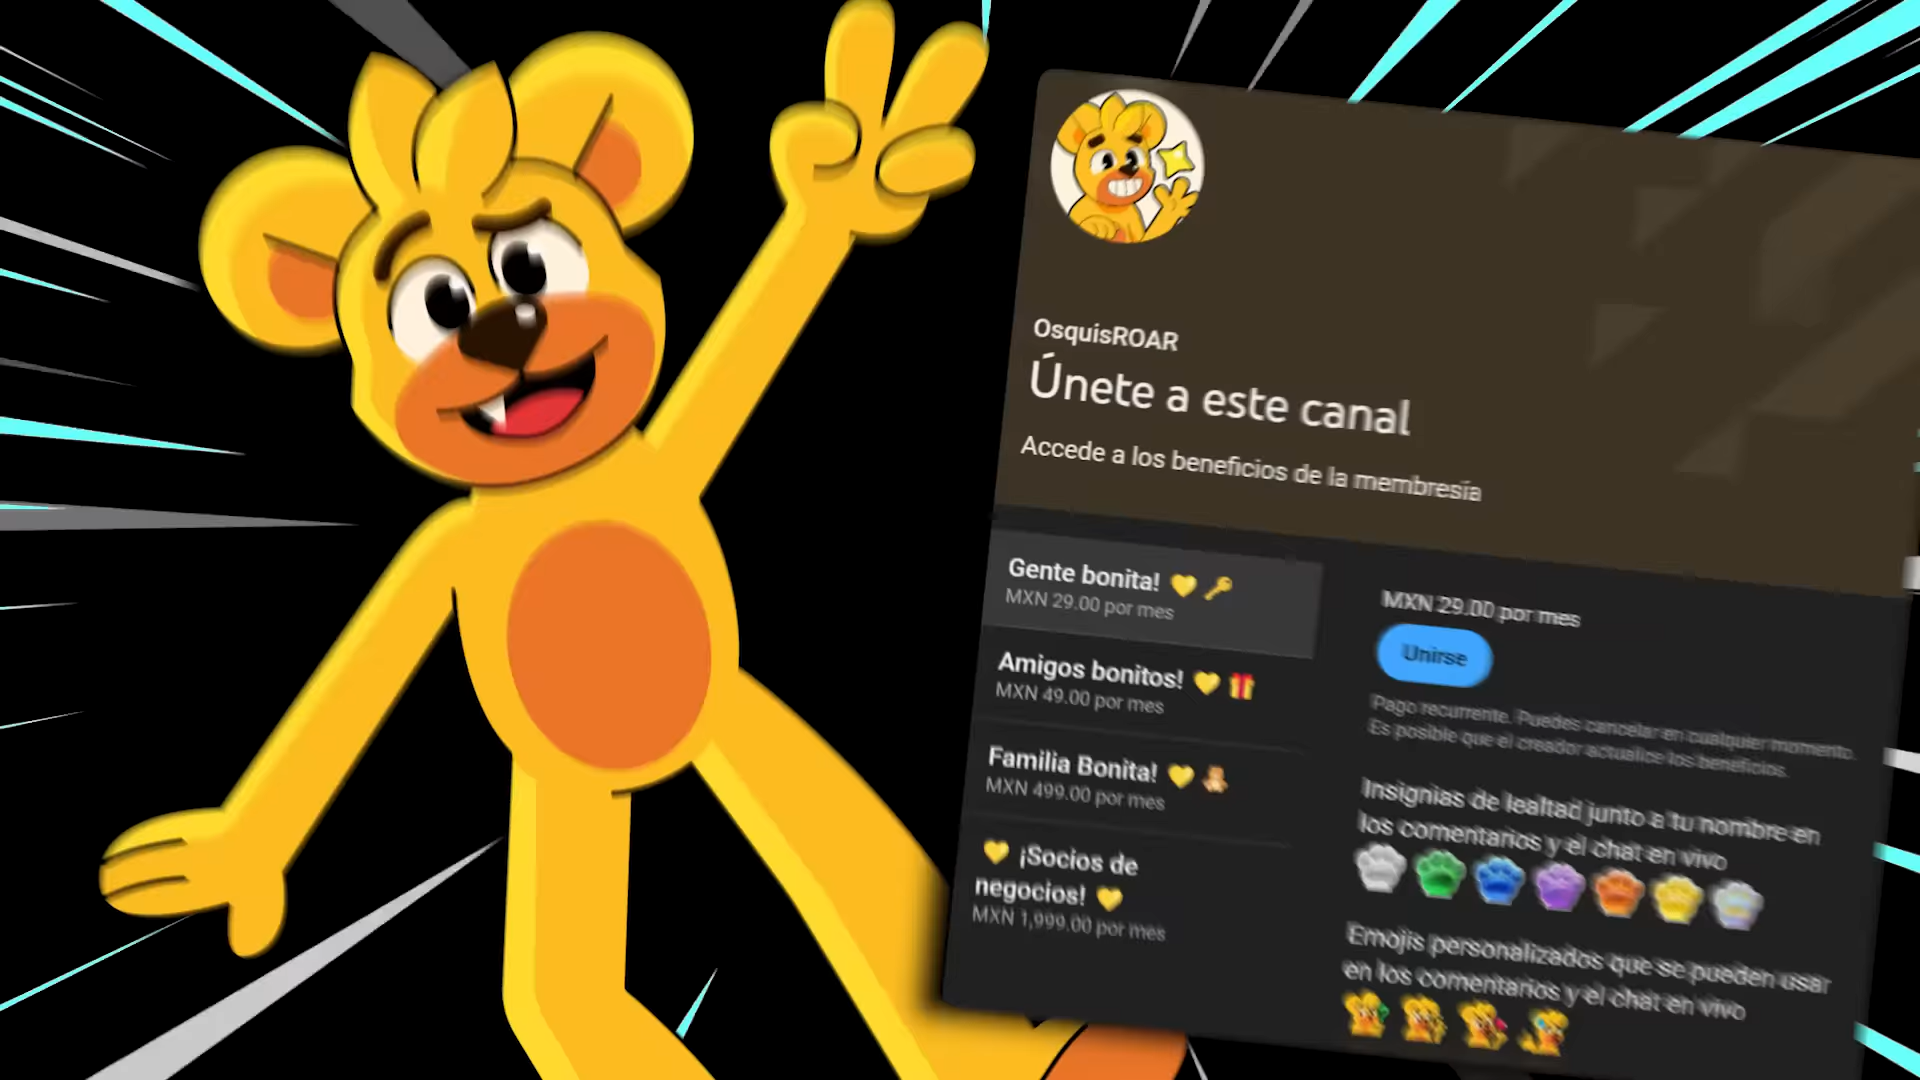 OsquisROAR
Únete a este canal
Accede a los beneficios de la membresía
Gente bonita! 💛 🔑
MXN 29.00 por mes
Amigos bonitos! 💛 🎁
MXN 49.00 por mes
Familia Bonita! 💛 🧸
MXN 499.00 por mes
💛 ¡Socios de
negocios! 💛
MXN 1,999.00 por mes
MXN 29.00 por mes
Unirse
Pago recurrente. Puedes cancelar en cualquier momento.
Es posible que el creador actualice los beneficios.
Insignias de lealtad junto a tu nombre en
los comentarios y el chat en vivo
Emojis personalizados que se pueden usar
en los comentarios y el chat en vivo